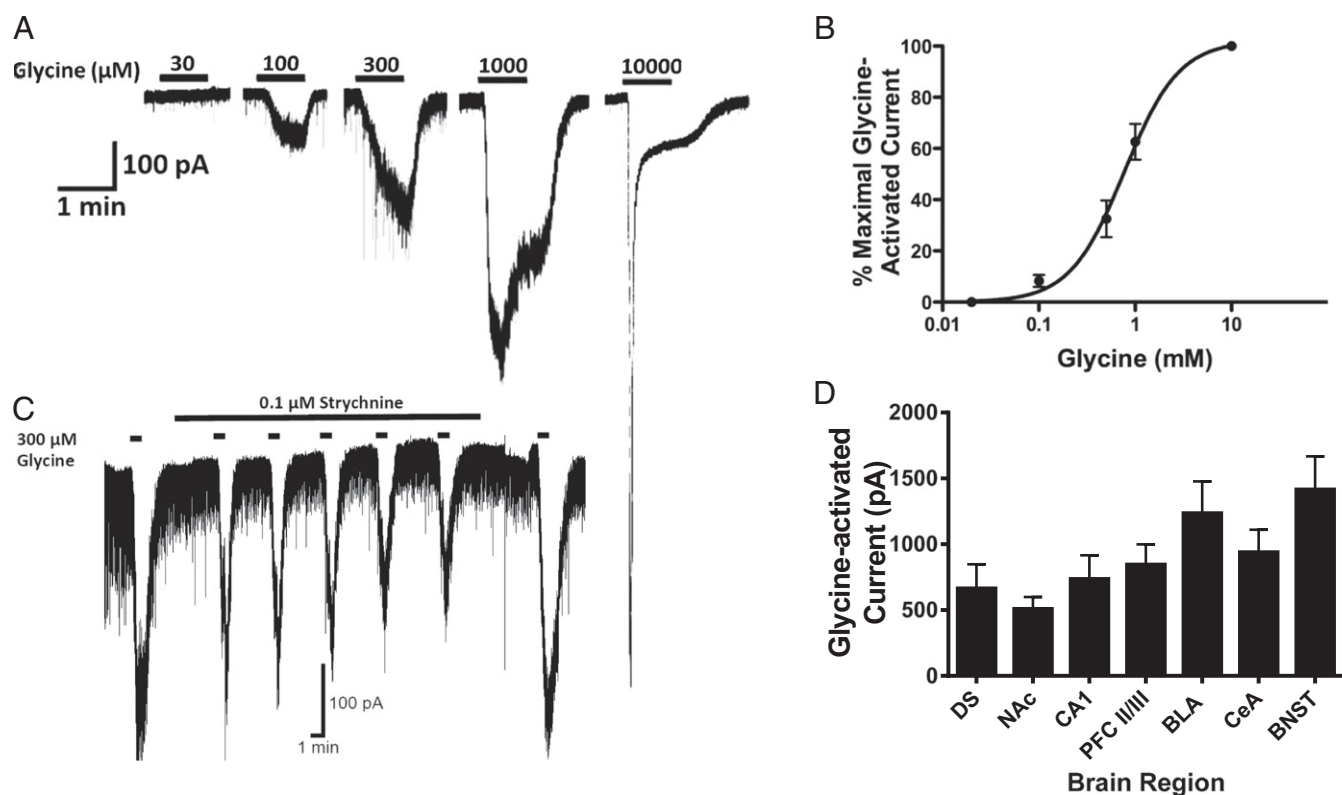 A
Glycine (µM) 30 100 300 1000 10000
100 pA
1 min
B
% Maximal Glycine-
Activated Current
100
80
60
40
20
0
0.01 0.1 1 10
Glycine (mM)
C
0.1 µM Strychnine
300 µM
Glycine
100 pA
1 min
D
Glycine-activated
Current (pA)
2000
1500
1000
500
0
DS NAc CA1 PFC II/III BLA CeA BNST
Brain Region